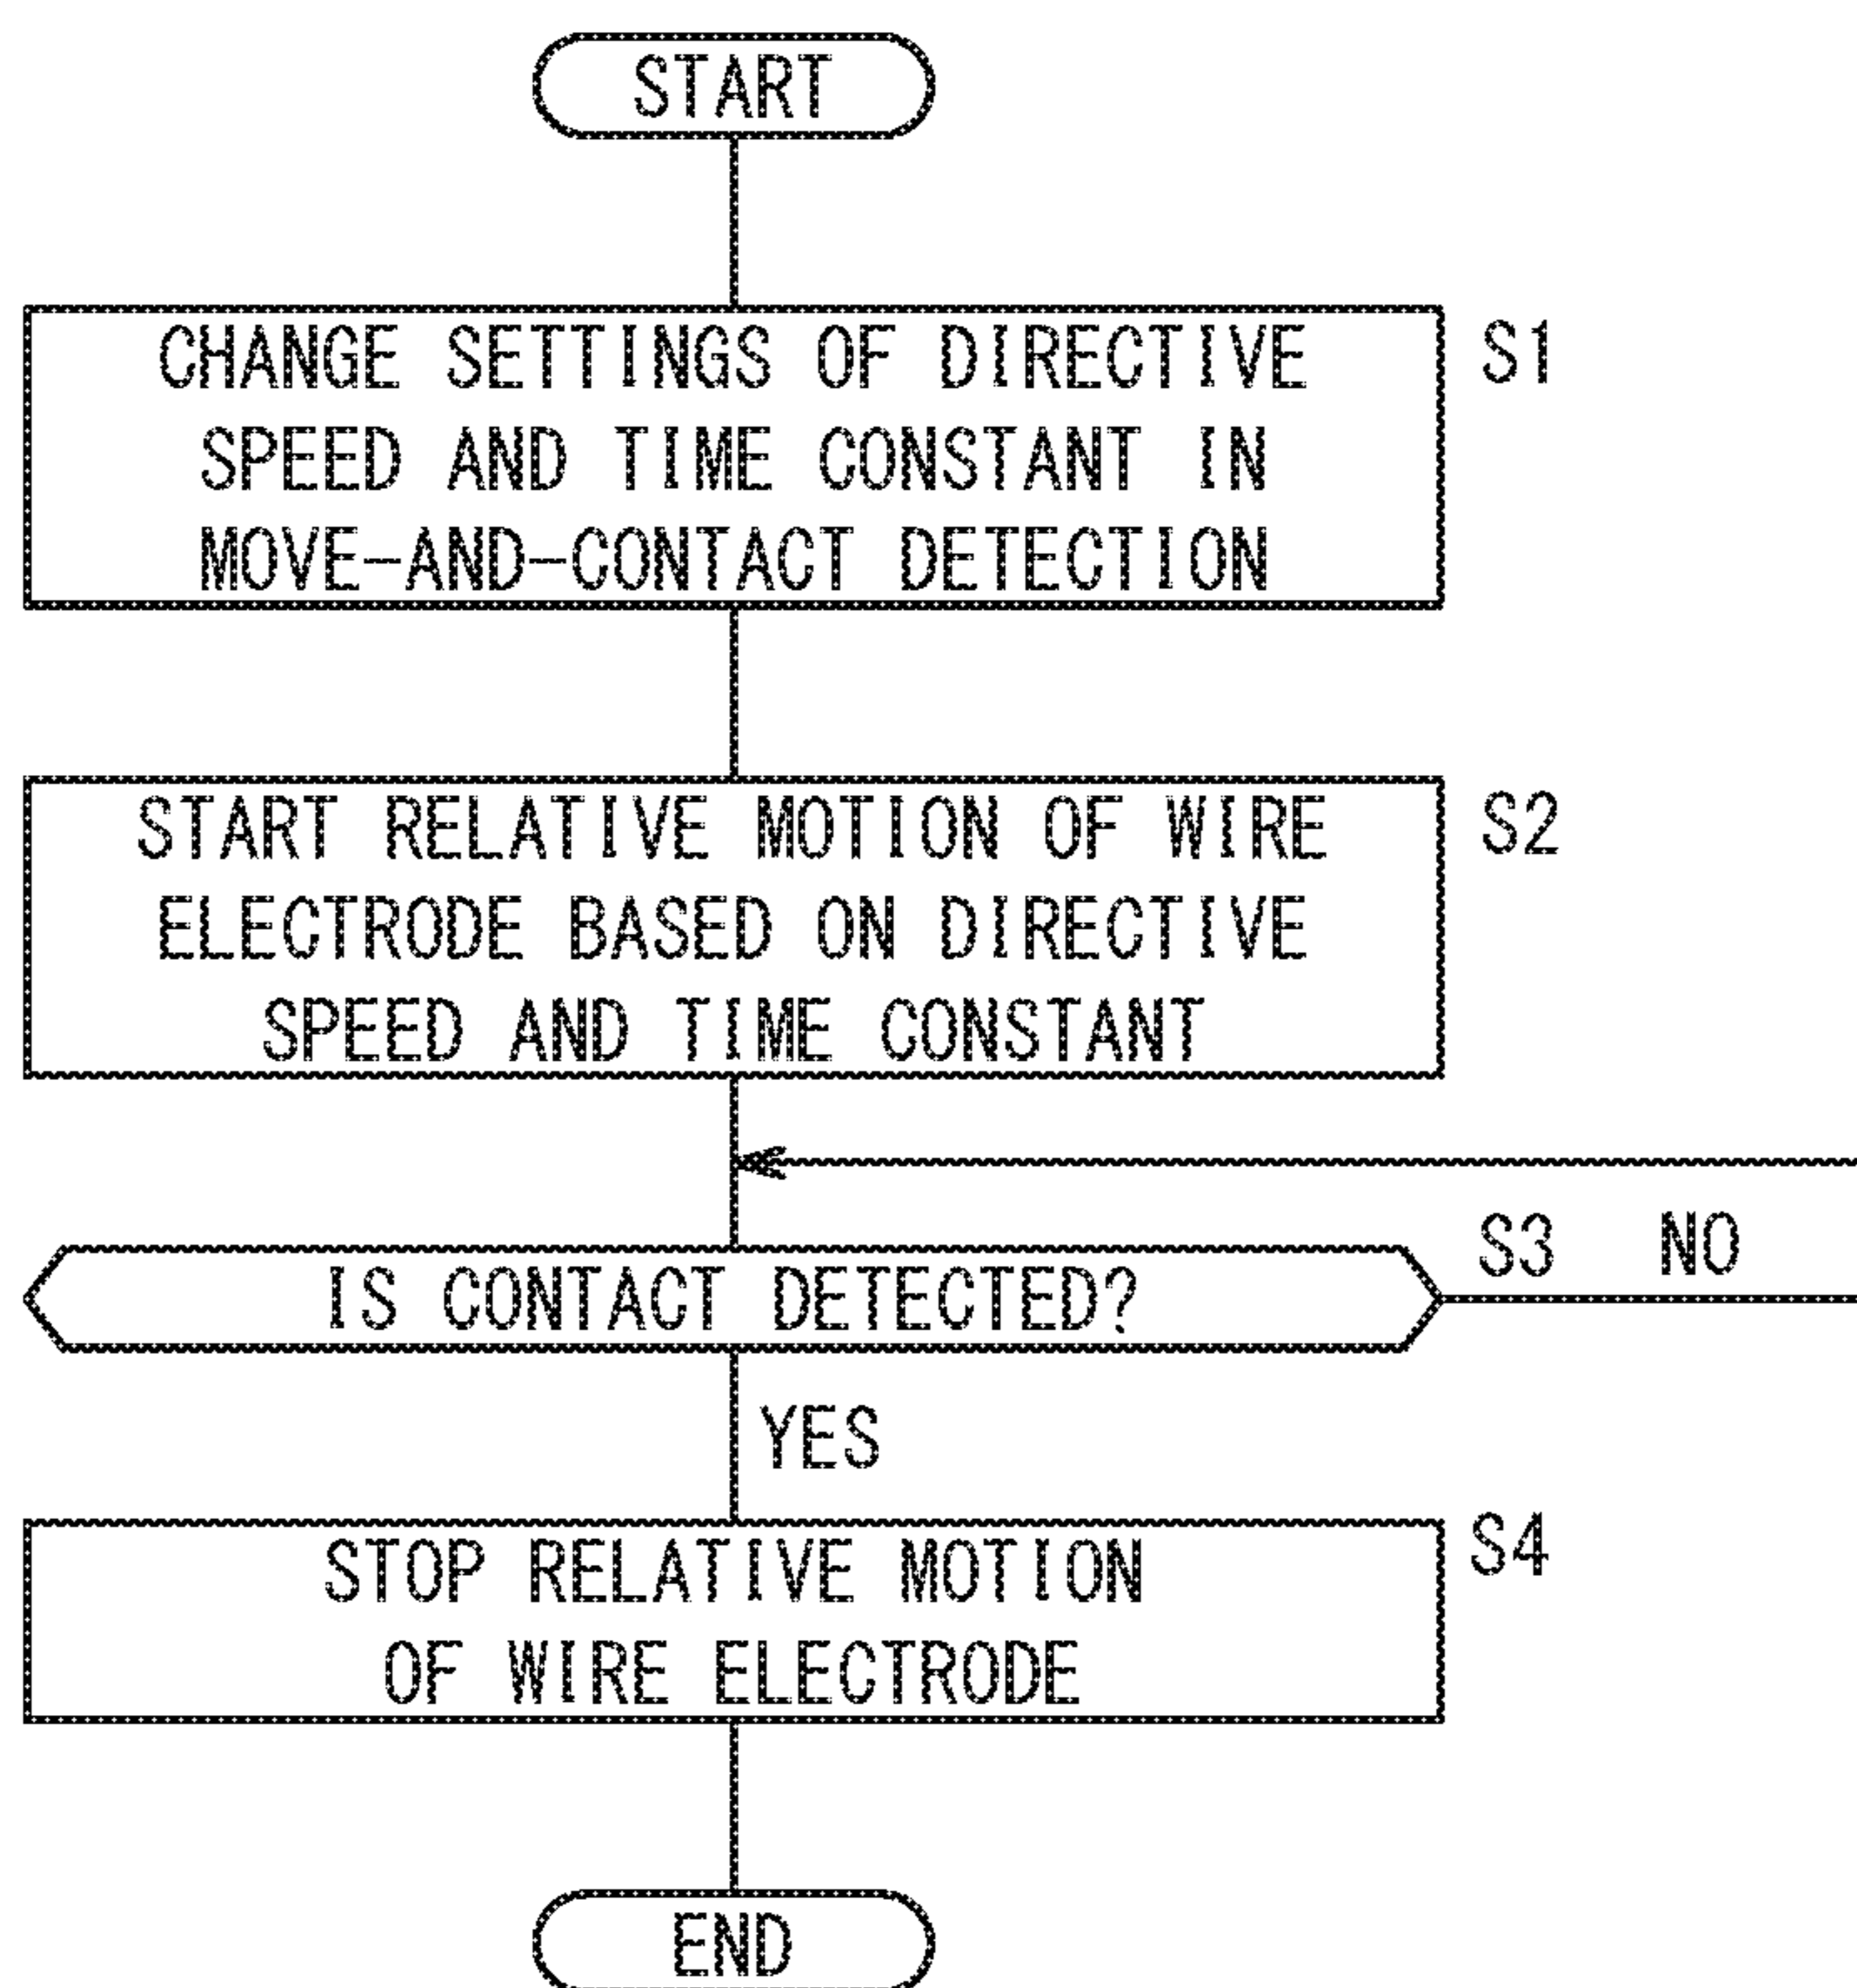 START
CHANGE SETTINGS OF DIRECTIVE
SPEED AND TIME CONSTANT IN
MOVE-AND-CONTACT DETECTION
S1
START RELATIVE MOTION OF WIRE
ELECTRODE BASED ON DIRECTIVE
SPEED AND TIME CONSTANT
S2
IS CONTACT DETECTED?
S3
NO
YES
STOP RELATIVE MOTION
OF WIRE ELECTRODE
S4
END